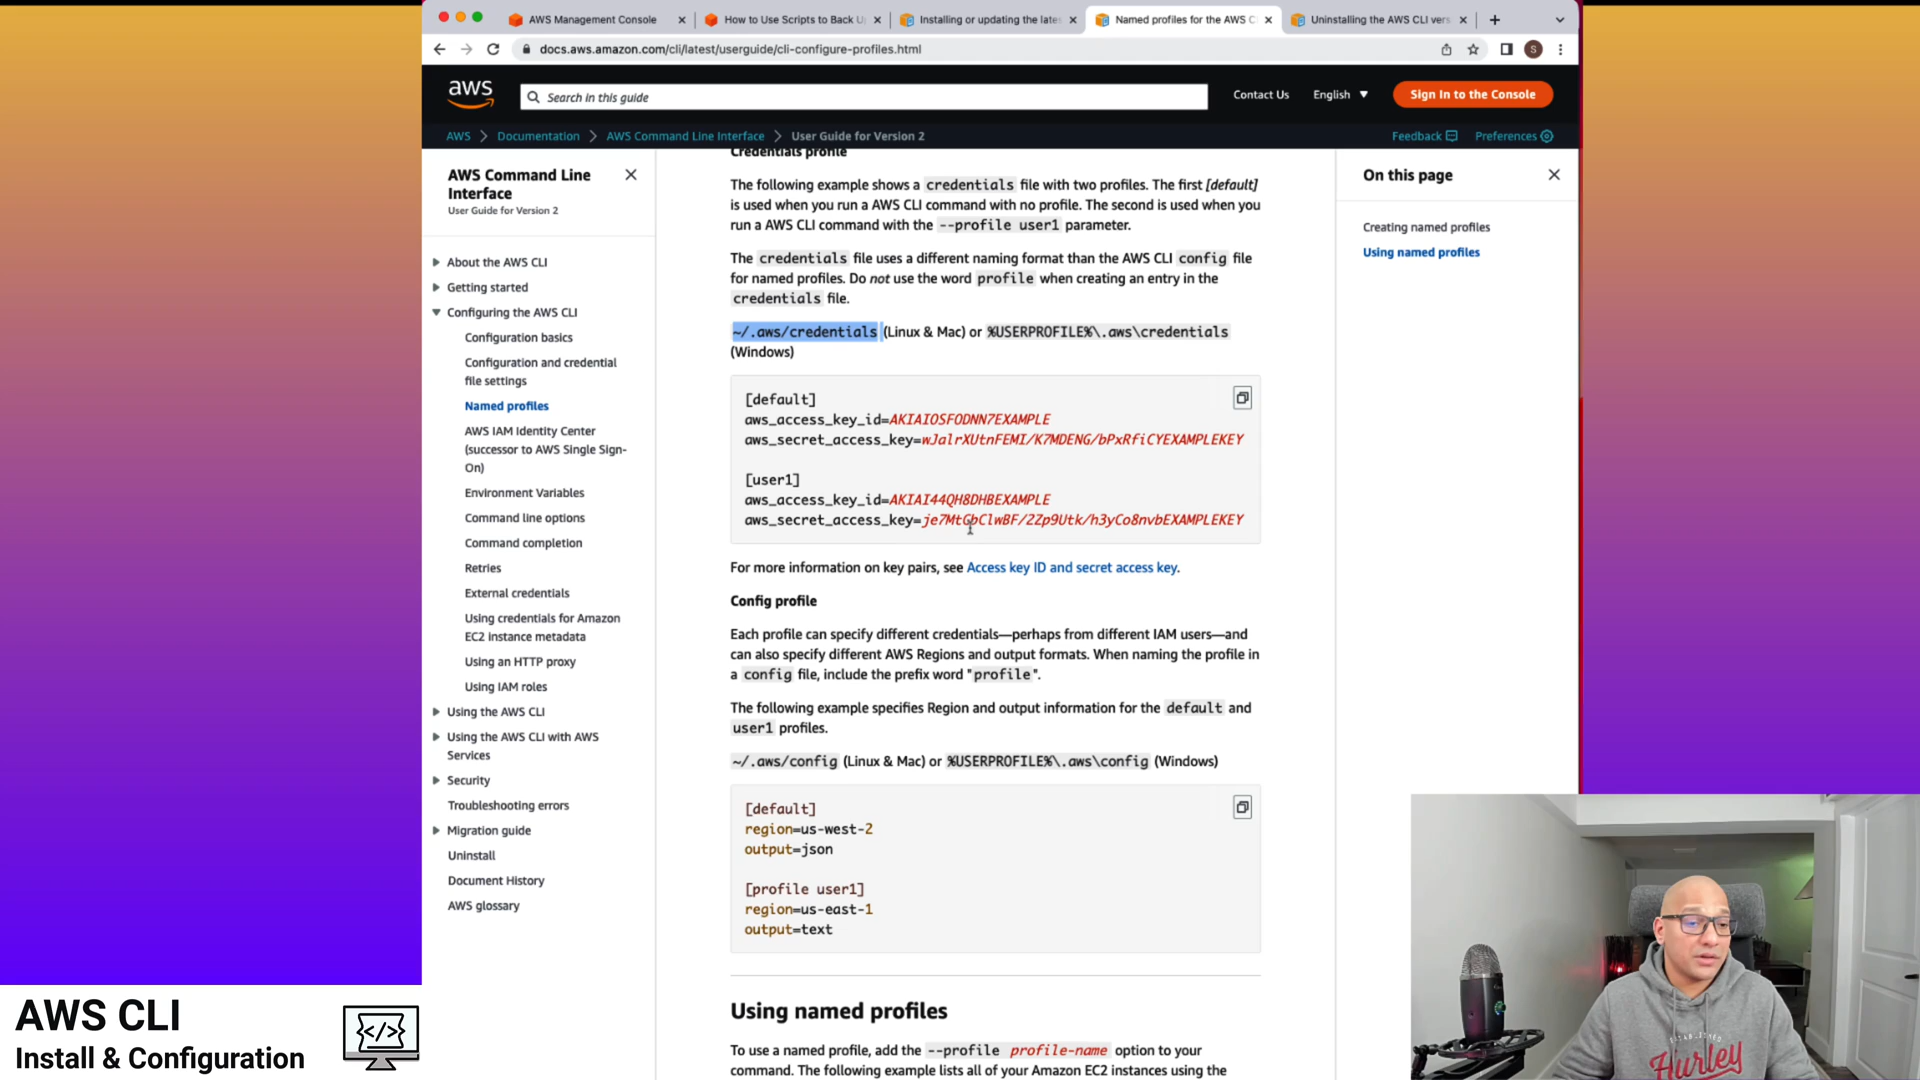 AWS Management Console
How to Use Scripts to Back U
Installing or updating the late
Named profiles for the AWS C
Uninstalling the AWS CLI vers
docs.aws.amazon.com/cli/latest/userguide/cli-configure-profiles.html
S
aws
Search in this guide
Contact Us
English
Sign In to the Console
AWS > Documentation > AWS Command Line Interface > User Guide for Version 2
Feedback
Preferences
AWS Command Line
Interface
User Guide for Version 2
About the AWS CLI
Getting started
Configuring the AWS CLI
Configuration basics
Configuration and credential
file settings
Named profiles
AWS IAM Identity Center
(successor to AWS Single Sign-
On)
Environment Variables
Command line options
Command completion
Retries
External credentials
Using credentials for Amazon
EC2 instance metadata
Using an HTTP proxy
Using IAM roles
Using the AWS CLI
Using the AWS CLI with AWS
Services
Security
Troubleshooting errors
Migration guide
Uninstall
Document History
AWS glossary
Credentials profile
The following example shows a credentials file with two profiles. The first [default]
is used when you run a AWS CLI command with no profile. The second is used when you
run a AWS CLI command with the --profile user1 parameter.
The credentials file uses a different naming format than the AWS CLI config file
for named profiles. Do not use the word profile when creating an entry in the
credentials file.
~/.aws/credentials (Linux & Mac) or %USERPROFILE%\.aws\credentials
(Windows)
[default]
aws_access_key_id=AKIAIOSFODNN7EXAMPLE
aws_secret_access_key=wJalrXUtnFEMI/K7MDENG/bPxRfiCYEXAMPLEKEY
[user1]
aws_access_key_id=AKIAI44QH8DHBEXAMPLE
aws_secret_access_key=je7MtGbClwBF/2Zp9Utk/h3yCo8nvbEXAMPLEKEY
For more information on key pairs, see Access key ID and secret access key.
Config profile
Each profile can specify different credentials—perhaps from different IAM users—and
can also specify different AWS Regions and output formats. When naming the profile in
a config file, include the prefix word "profile".
The following example specifies Region and output information for the default and
user1 profiles.
~/.aws/config (Linux & Mac) or %USERPROFILE%\.aws\config (Windows)
[default]
region=us-west-2
output=json
[profile user1]
region=us-east-1
output=text
Using named profiles
To use a named profile, add the --profile profile-name option to your
command. The following example lists all of your Amazon EC2 instances using the
On this page
Creating named profiles
Using named profiles
AWS CLI
Install & Configuration
</>
Hurley